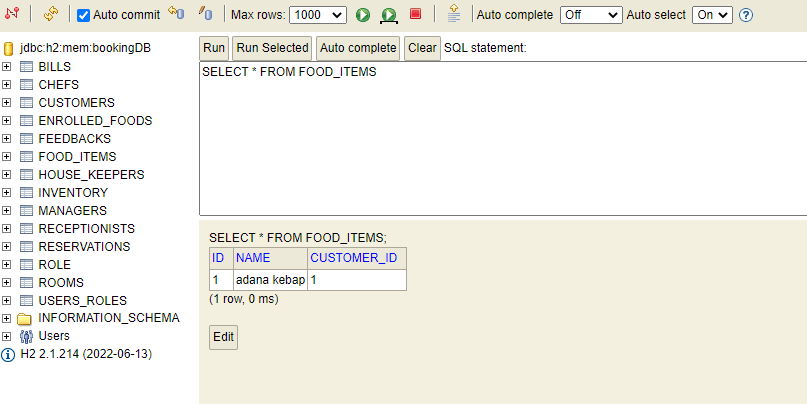 Auto commit Max rows: 1000 Auto complete Off Auto select On ?
jdbc:h2:mem:bookingDB
BILLS
CHEFS
CUSTOMERS
ENROLLED_FOODS
FEEDBACKS
FOOD_ITEMS
HOUSE_KEEPERS
INVENTORY
MANAGERS
RECEPTIONISTS
RESERVATIONS
ROLE
ROOMS
USERS_ROLES
INFORMATION_SCHEMA
Users
H2 2.1.214 (2022-06-13)
Run Run Selected Auto complete Clear SQL statement:
SELECT * FROM FOOD_ITEMS
SELECT * FROM FOOD_ITEMS;
ID NAME CUSTOMER_ID
1 adana kebap 1
(1 row, 0 ms)
Edit